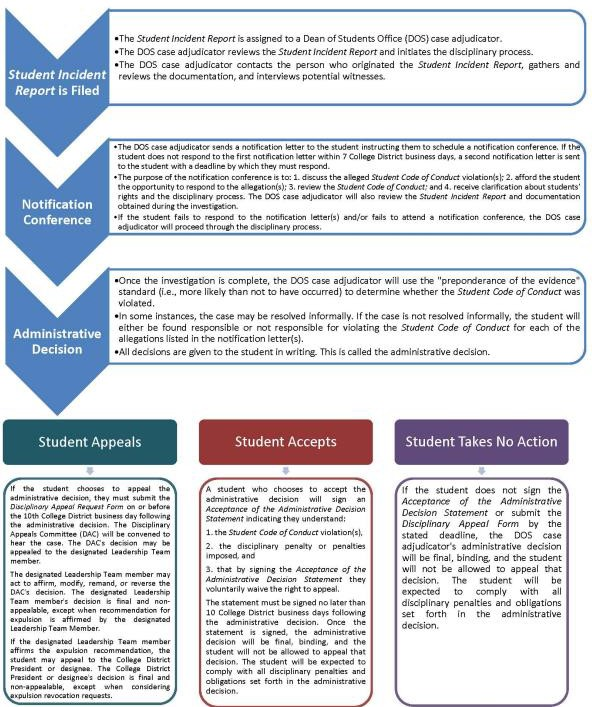 Student Incident
Report is Filed
•The Student Incident Report is assigned to a Dean of Students Office (DOS) case adjudicator.
•The DOS case adjudicator reviews the Student Incident Report and initiates the disciplinary process.
•The DOS case adjudicator contacts the person who originated the Student Incident Report, gathers and
reviews the documentation, and interviews potential witnesses.
Notification
Conference
•The DOS case adjudicator sends a notification letter to the student instructing them to schedule a notification conference. If the
student does not respond to the first notification letter within 7 College District business days, a second notification letter is sent
to the student with a deadline by which they must respond.
•The purpose of the notification conference is to: 1. discuss the alleged Student Code of Conduct violation(s); 2. afford the student
the opportunity to respond to the allegation(s); 3. review the Student Code of Conduct; and 4. receive clarification about students'
rights and the disciplinary process. The DOS case adjudicator will also review the Student Incident Report and documentation
obtained during the investigation.
•If the student fails to respond to the notification letter(s) and/or fails to attend a notification conference, the DOS case
adjudicator will proceed through the disciplinary process.
Administrative
Decision
•Once the investigation is complete, the DOS case adjudicator will use the "preponderance of the evidence"
standard (i.e., more likely than not to have occurred) to determine whether the Student Code of Conduct was
violated.
•In some instances, the case may be resolved informally. If the case is not resolved informally, the student will
either be found responsible or not responsible for violating the Student Code of Conduct for each of the
allegations listed in the notification letter(s).
•All decisions are given to the student in writing. This is called the administrative decision.
Student Appeals
If the student chooses to appeal the
administrative decision, they must submit the
Disciplinary Appeal Request Form on or before
the 10th College District business day following
the administrative decision. The Disciplinary
Appeals Committee (DAC) will be convened to
hear the case. The DAC's decision may be
appealed to the designated Leadership Team
member.
The designated Leadership Team member may
act to affirm, modify, remand, or reverse the
DAC's decision. The designated Leadership
Team member's decision is final and non-
appealable, except when recommendation for
expulsion is affirmed by the designated
Leadership Team Member.
If the designated Leadership Team member
affirms the expulsion recommendation, the
student may appeal to the College District
President or designee. The College District
President or designee's decision is final and
non-appealable, except when considering
expulsion revocation requests.
Student Accepts
A student who chooses to accept the
administrative decision will sign an
Acceptance of the Administrative Decision
Statement indicating they understand:
1. the Student Code of Conduct violation(s),
2. the disciplinary penalty or penalties
imposed, and
3. that by signing the Acceptance of the
Administrative Decision Statement they
voluntarily waive the right to appeal.
The statement must be signed no later than
10 College District business days following
the administrative decision. Once the
statement is signed, the administrative
decision will be final, binding, and the
student will not be allowed to appeal that
decision. The student will be expected to
comply with all disciplinary penalties and
obligations set forth in the administrative
decision.
Student Takes No Action
If the student does not sign the
Acceptance of the Administrative
Decision Statement or submit the
Disciplinary Appeal Form by the
stated deadline, the DOS case
adjudicator's administrative decision
will be final, binding, and the student
will not be allowed to appeal that
decision. The student will be
expected to comply with all
disciplinary penalties and obligations
set forth in the administrative
decision.